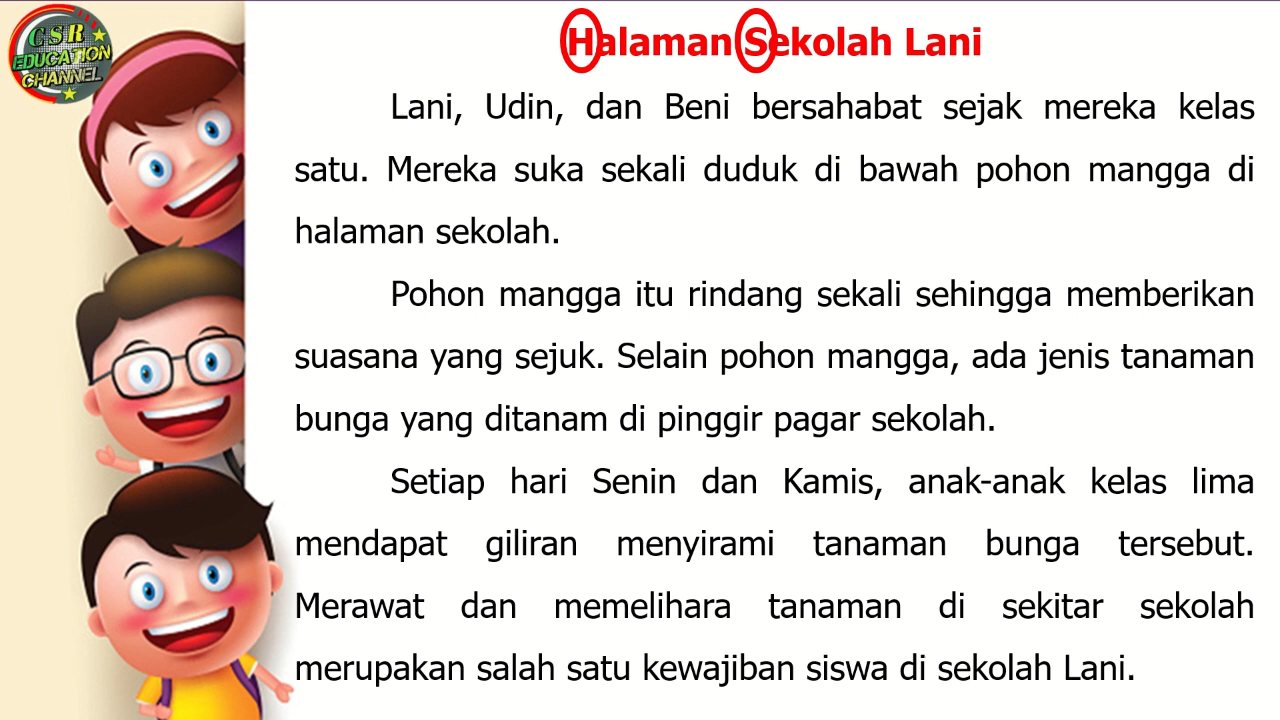 CSR
EDUCATION
CHANNEL
Halaman Sekolah Lani
Lani, Udin, dan Beni bersahabat sejak mereka kelas
satu. Mereka suka sekali duduk di bawah pohon mangga di
halaman sekolah.
Pohon mangga itu rindang sekali sehingga memberikan
suasana yang sejuk. Selain pohon mangga, ada jenis tanaman
bunga yang ditanam di pinggir pagar sekolah.
Setiap hari Senin dan Kamis, anak-anak kelas lima
mendapat giliran menyirami tanaman bunga tersebut.
Merawat dan memelihara tanaman di sekitar sekolah
merupakan salah satu kewajiban siswa di sekolah Lani.